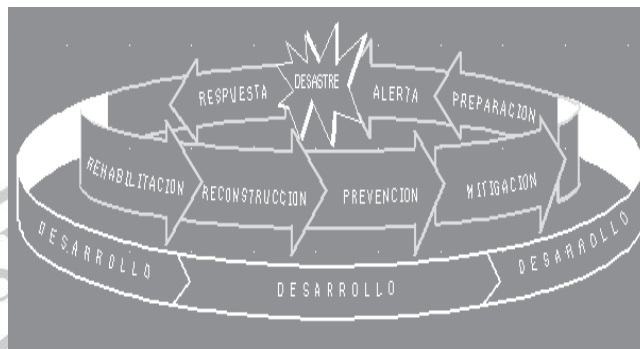 RESPUESTA
DESASTRE
ALERTA
PREPARACION
REHABILITACION
RECONSTRUCCION
PREVENCION
MITIGACION
DESARROLLO
DESARROLLO
DESARROLLO